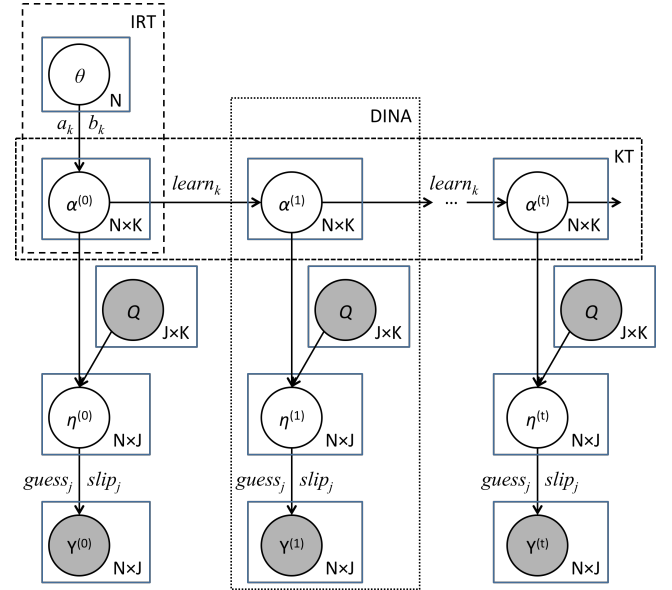 IRT
θ
N
a_k b_k
DINA
KT
α^(0)
N×K
learn_k
α^(1)
N×K
learn_k
...
α^(t)
N×K
Q
J×K
Q
J×K
Q
J×K
η^(0)
N×J
η^(1)
N×J
η^(t)
N×J
guess_j slip_j
guess_j slip_j
guess_j slip_j
Y^(0)
N×J
Y^(1)
N×J
Y^(t)
N×J